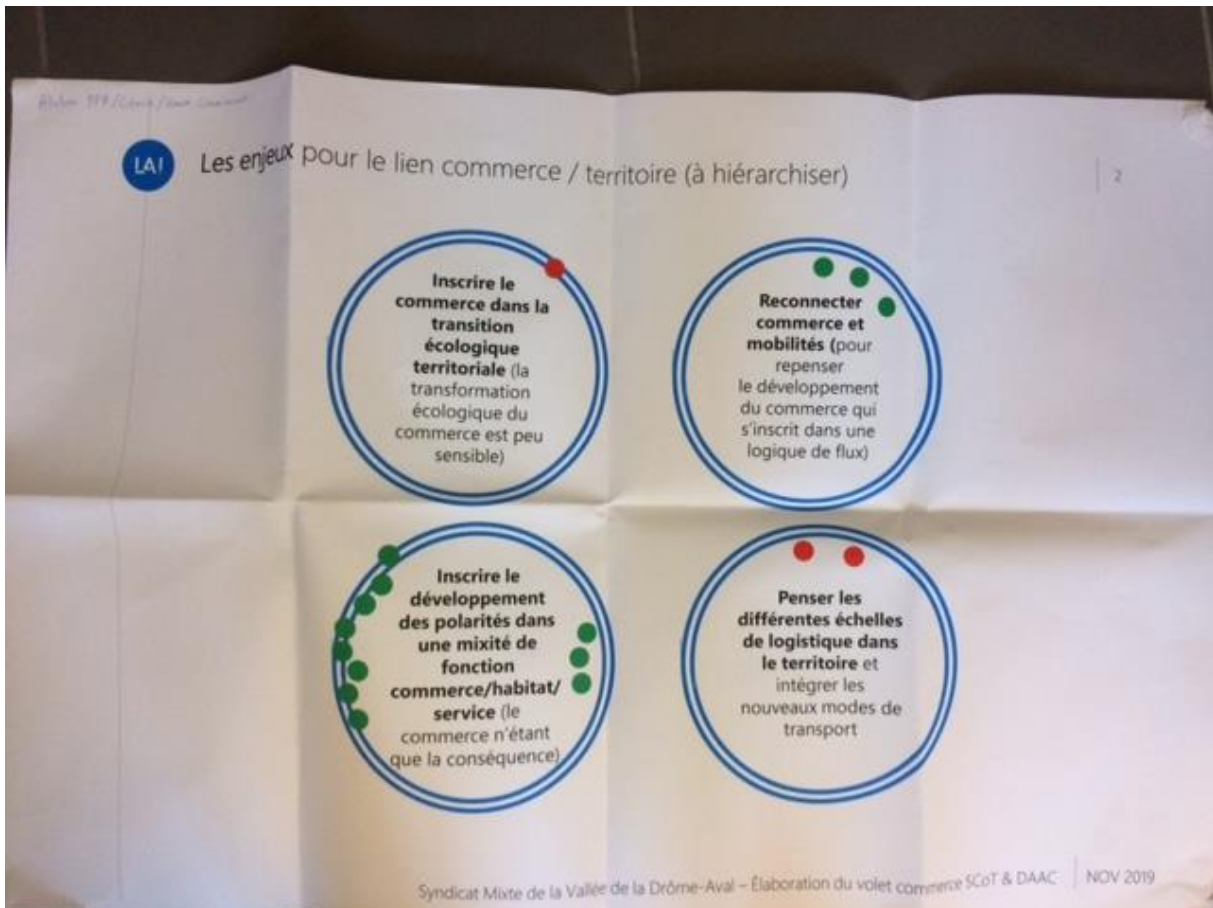 LA!
Les enjeux pour le lien commerce / territoire (à hiérarchiser)
2
Inscrire le
commerce dans la
transition
écologique
territoriale (la
transformation
écologique du
commerce est peu
sensible)
Reconnecter
commerce et
mobilités (pour
repenser
le développement
du commerce qui
s'inscrit dans une
logique de flux)
Inscrire le
développement
des polarités dans
une mixité de
fonction
commerce/habitat/
service (le
commerce n'étant
que la conséquence)
Penser les
différentes échelles
de logistique dans
le territoire et
intégrer les
nouveaux modes de
transport
Syndicat Mixte de la Vallée de la Drôme-Aval – Élaboration du volet commerce SCoT & DAAC
NOV 2019